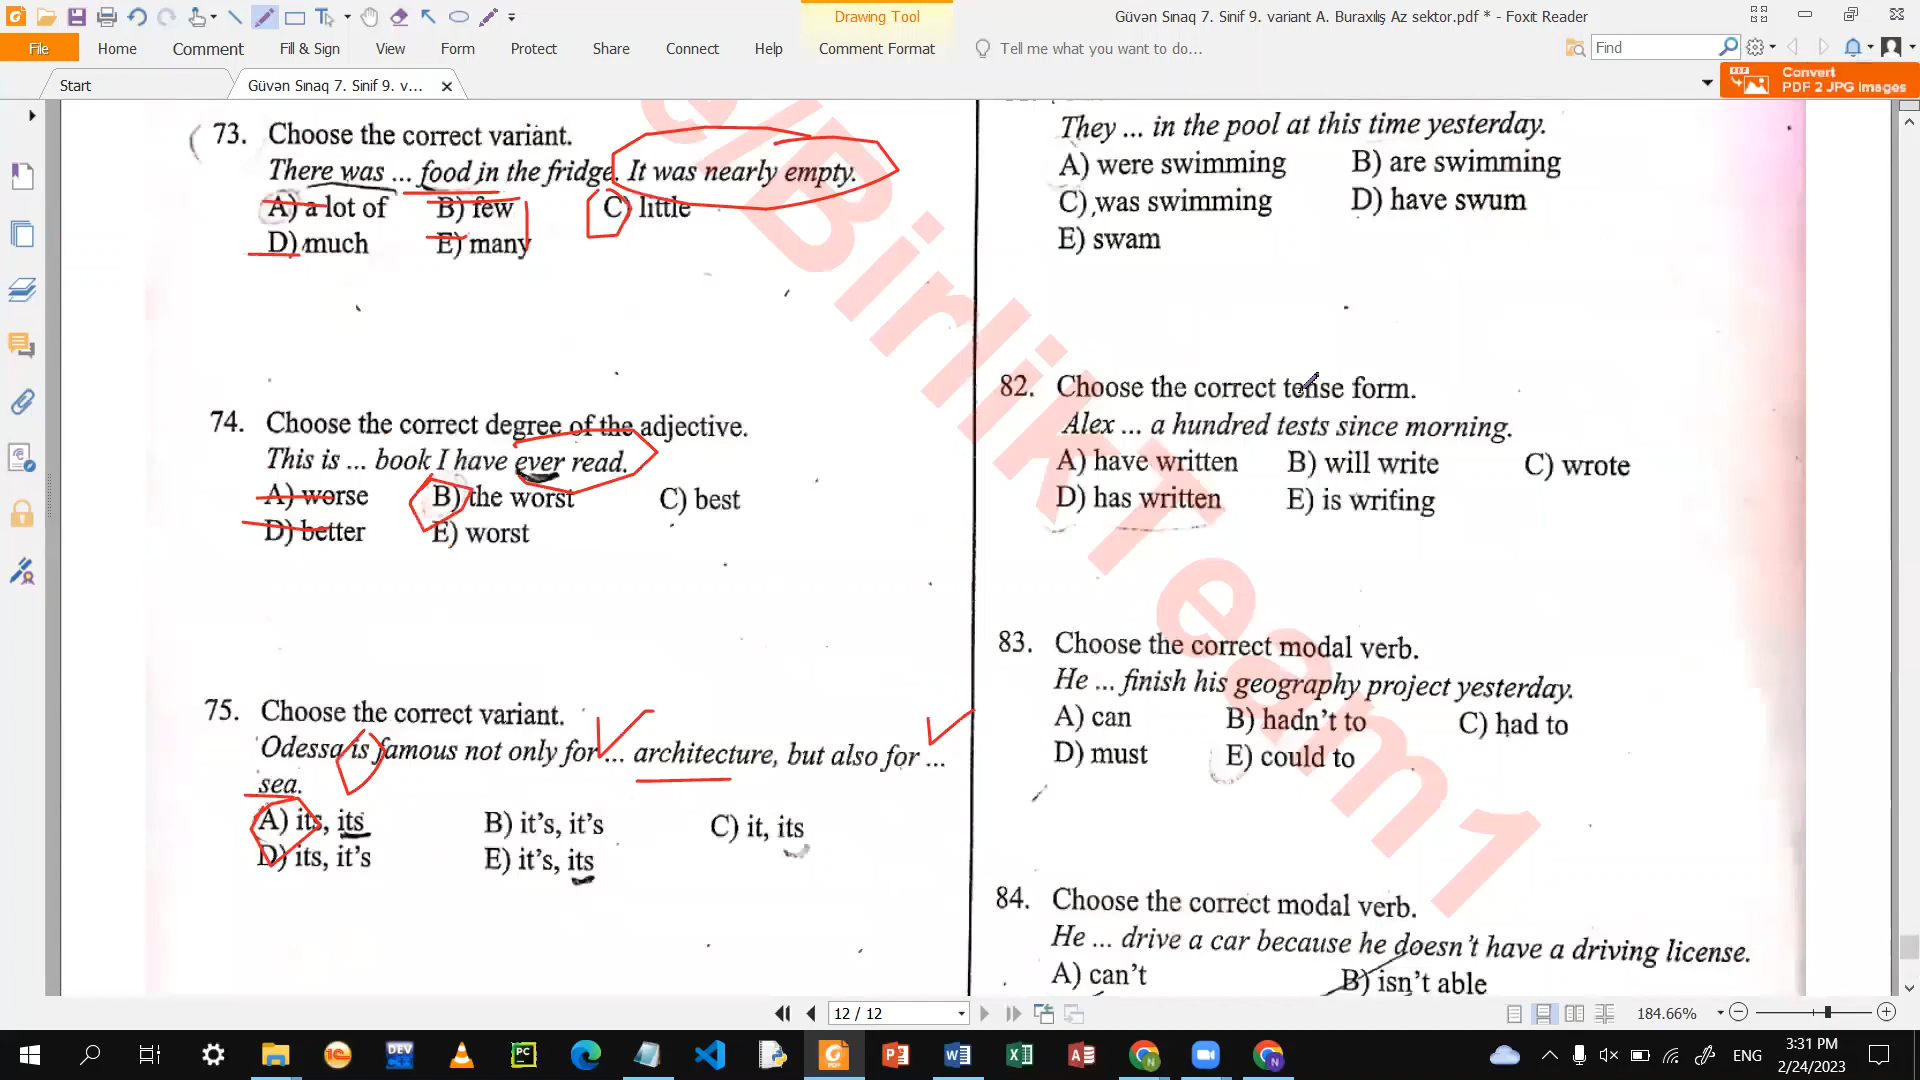 Drawing Tool
Güvən Sınaq 7. Sinif 9. variant A. Buraxılış Az sektor.pdf * - Foxit Reader
File
Home
Comment
Fill & Sign
View
Form
Protect
Share
Connect
Help
Comment Format
Tell me what you want to do...
Find
Start
Güvən Sınaq 7. Sinif 9. v...
Convert
PDF 2 JPG Images
73. Choose the correct variant.
There was ... food in the fridge. It was nearly empty.
A) a lot of B) few C) little
D) much E) many
74. Choose the correct degree of the adjective.
This is ... book I have ever read.
A) worse B) the worst C) best
D) better E) worst
75. Choose the correct variant.
Odessa is famous not only for ... architecture, but also for ...
sea.
A) its, its B) it's, it's C) it, its
D) its, it's E) it's, its
They ... in the pool at this time yesterday.
A) were swimming B) are swimming
C) was swimming D) have swum
E) swam
82. Choose the correct tense form.
Alex ... a hundred tests since morning.
A) have written B) will write C) wrote
D) has written E) is writing
83. Choose the correct modal verb.
He ... finish his geography project yesterday.
A) can B) hadn't to C) had to
D) must E) could to
84. Choose the correct modal verb.
He ... drive a car because he doesn't have a driving license.
A) can't B) isn't able
e/BirlikTeam1
12 / 12
184.66%
ENG
3:31 PM
2/24/2023